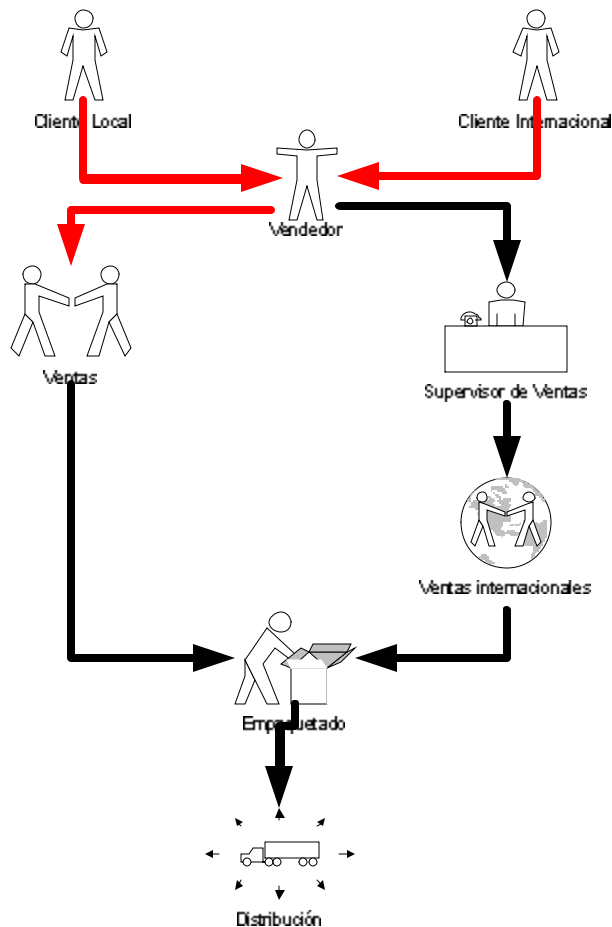 Cliente Local
Cliente Internacional
Vendedor
Ventas
Supervisor de Ventas
Ventas internacionales
Empaquetado
Distribución